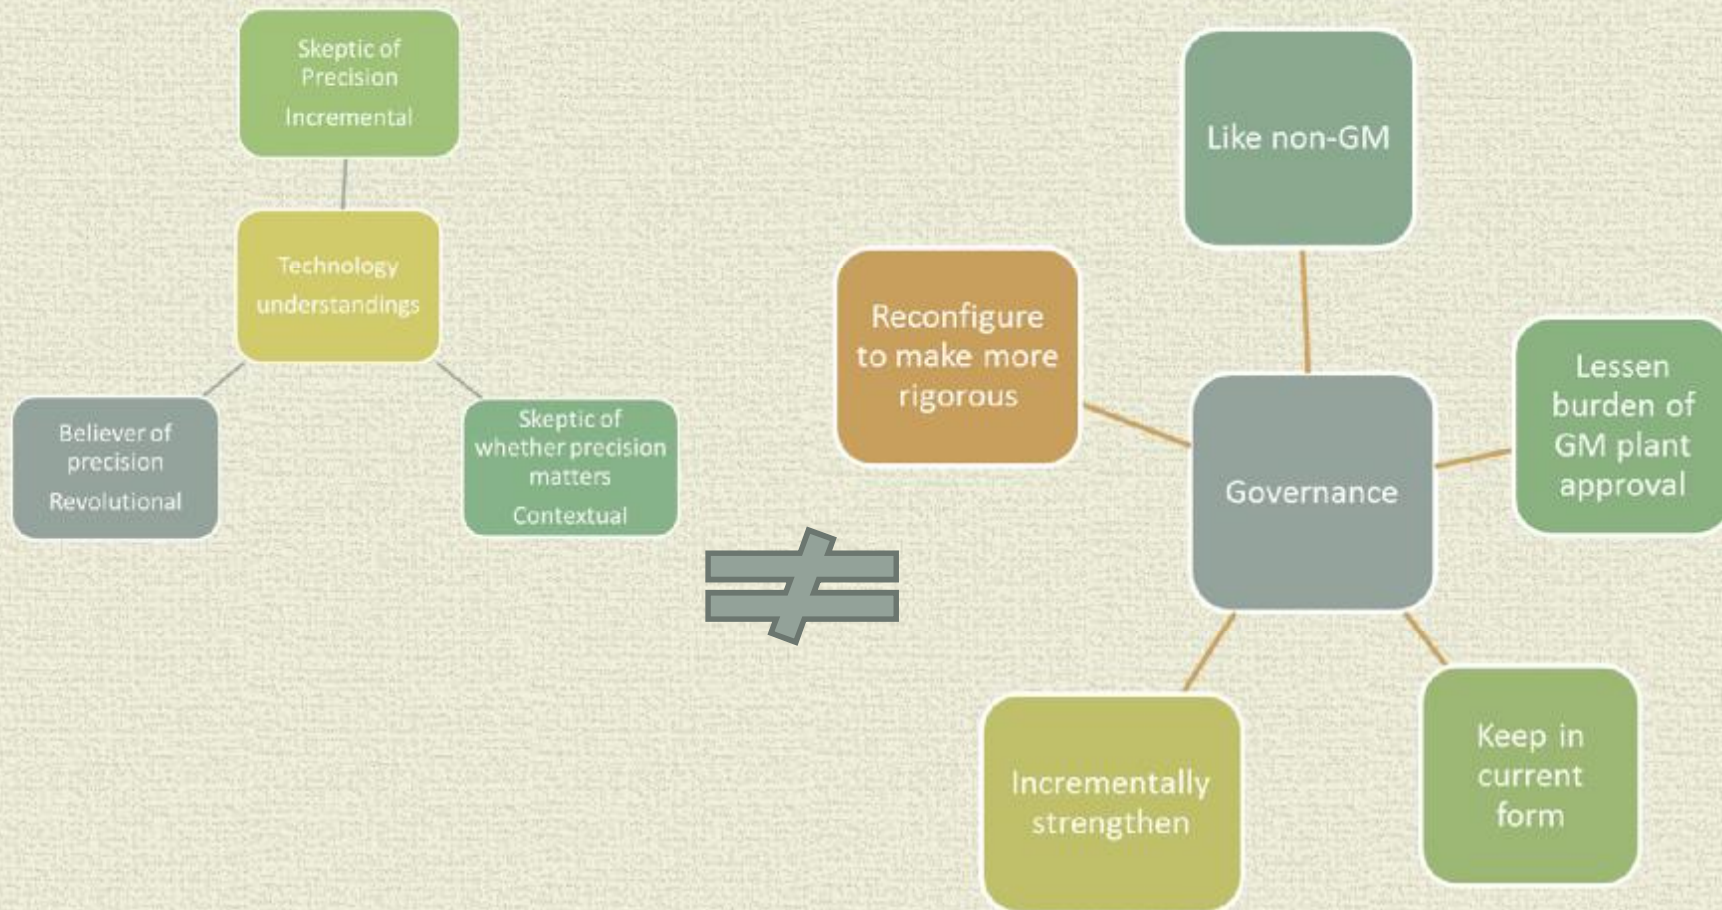 Skeptic of
Precision
Incremental
Technology
understandings
Believer of
precision
Revolutional
Skeptic of
whether precision
matters
Contextual
≠
Like non-GM
Reconfigure
to make more
rigorous
Lessen
burden of
GM plant
approval
Governance
Incrementally
strengthen
Keep in
current
form